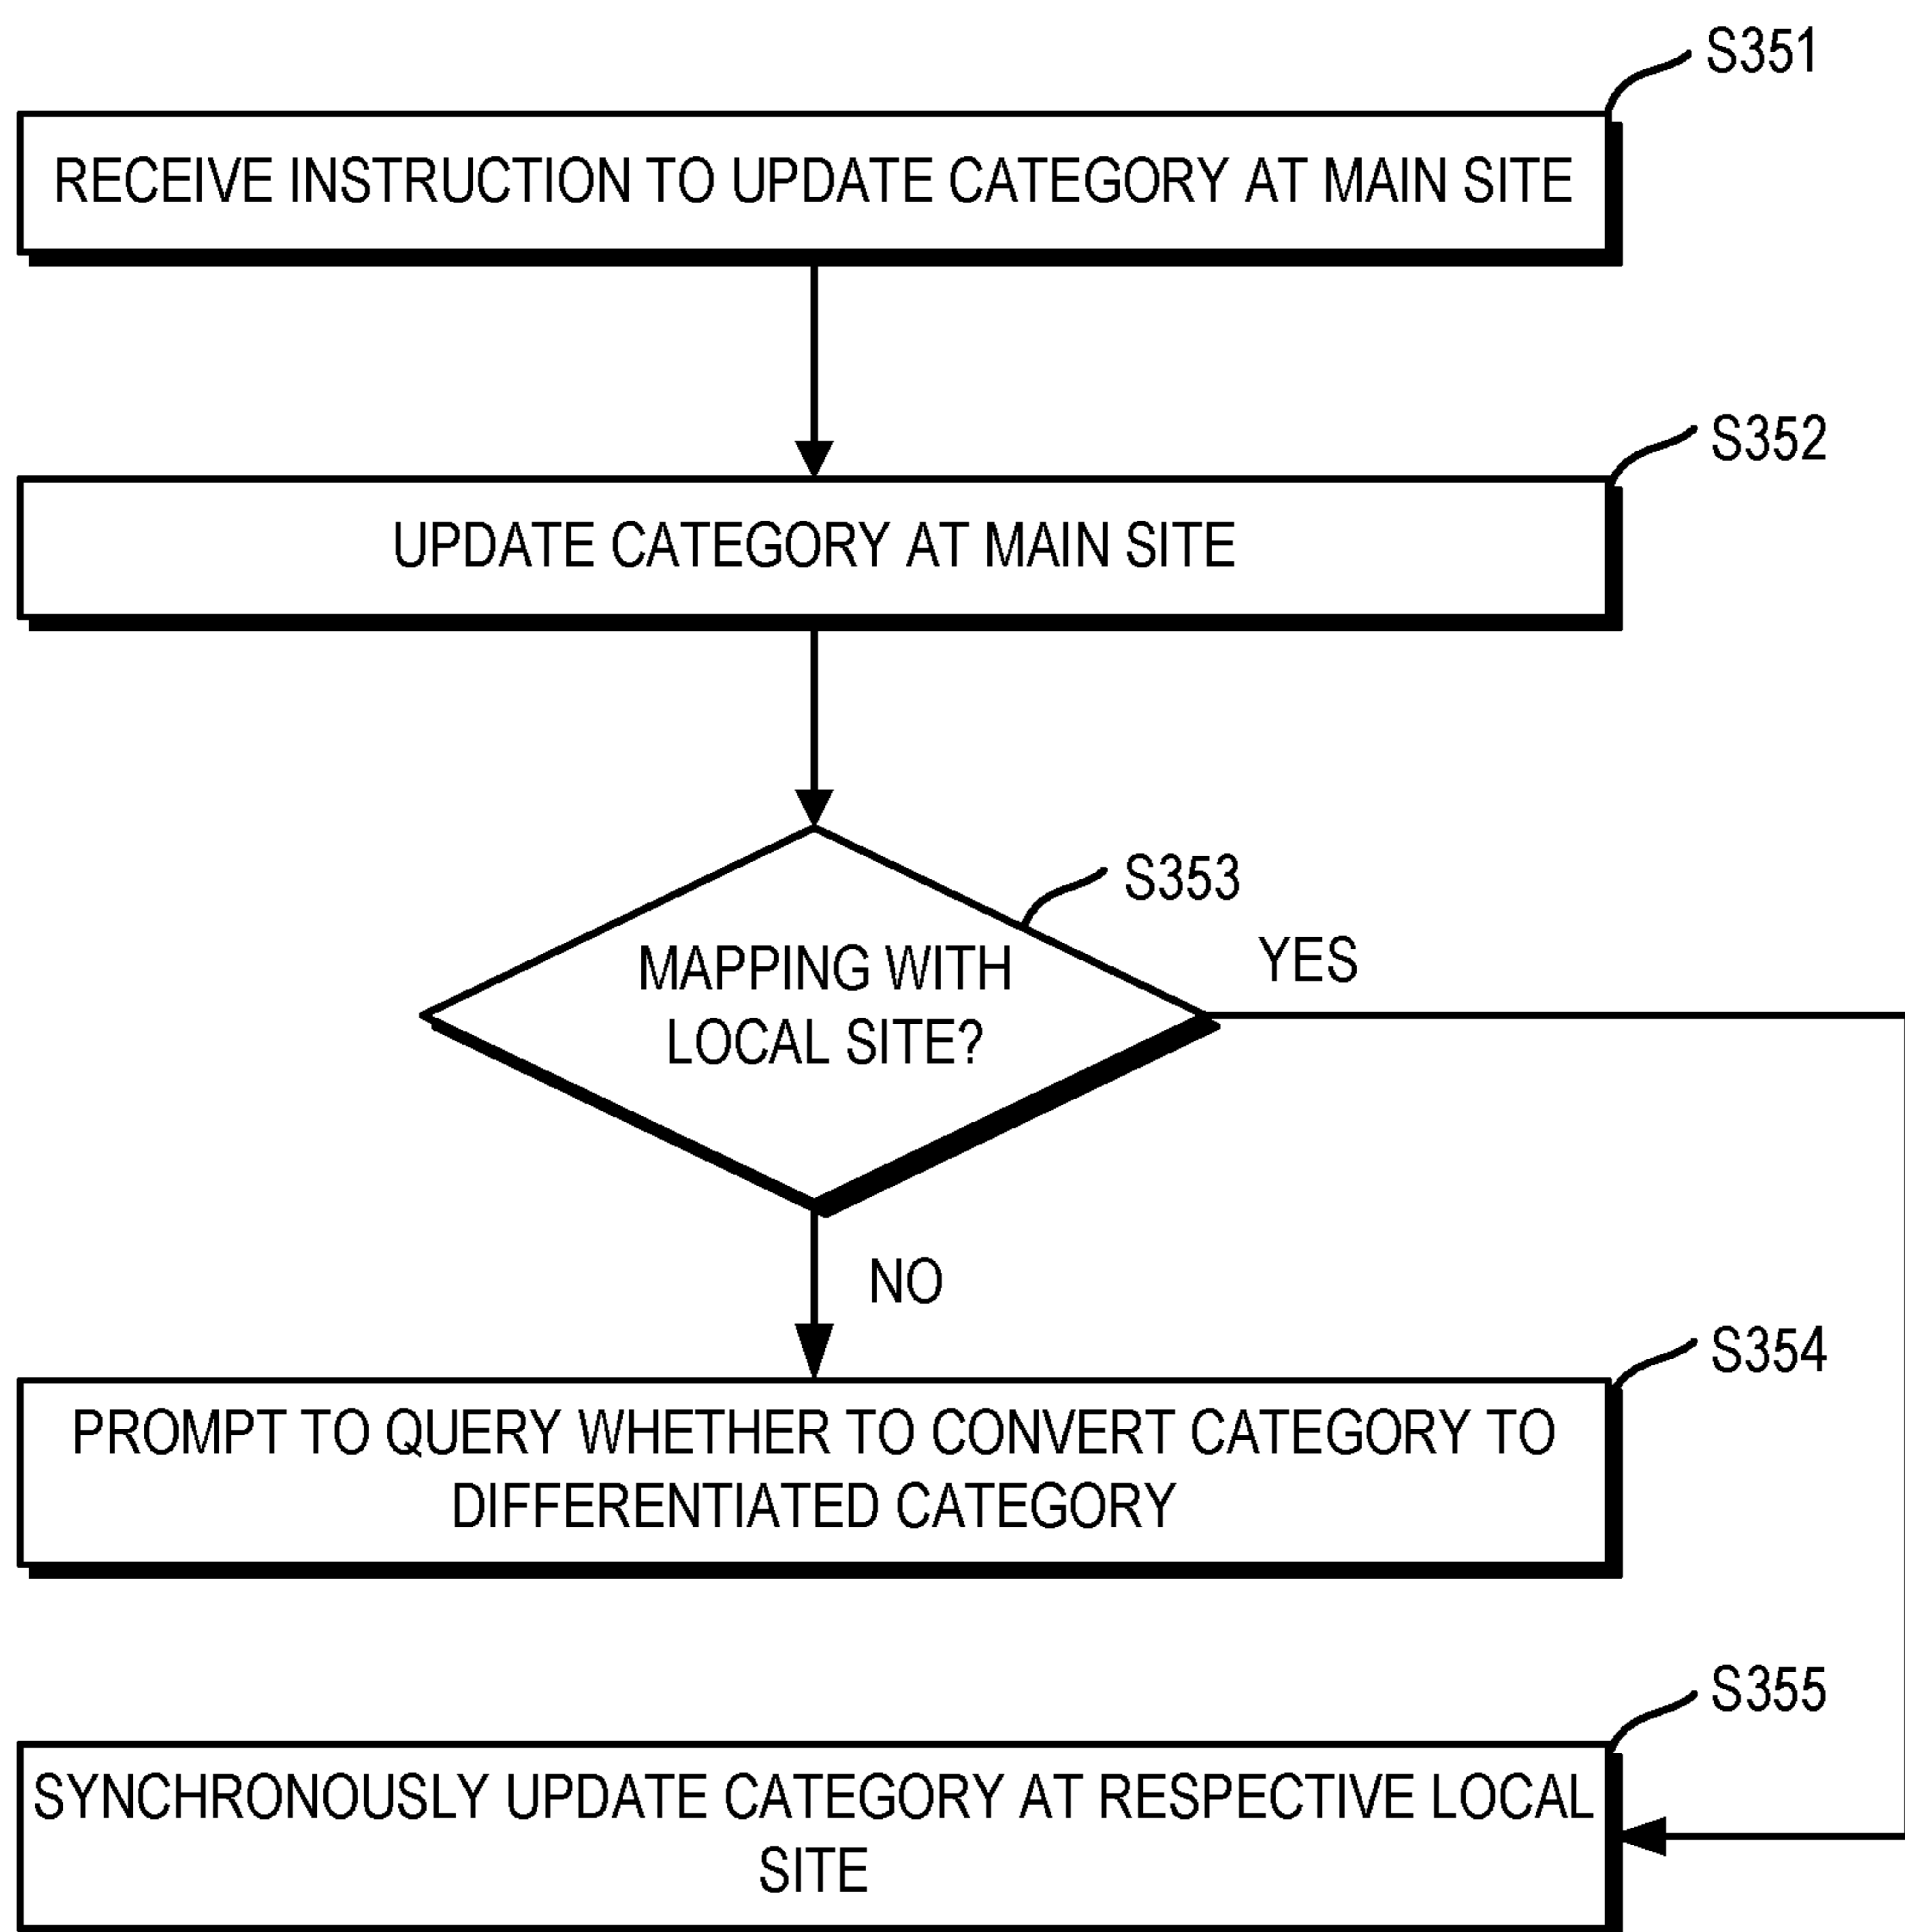 S351
RECEIVE INSTRUCTION TO UPDATE CATEGORY AT MAIN SITE
S352
UPDATE CATEGORY AT MAIN SITE
S353
MAPPING WITH
LOCAL SITE?
YES
NO
S354
PROMPT TO QUERY WHETHER TO CONVERT CATEGORY TO
DIFFERENTIATED CATEGORY
S355
SYNCHRONOUSLY UPDATE CATEGORY AT RESPECTIVE LOCAL
SITE